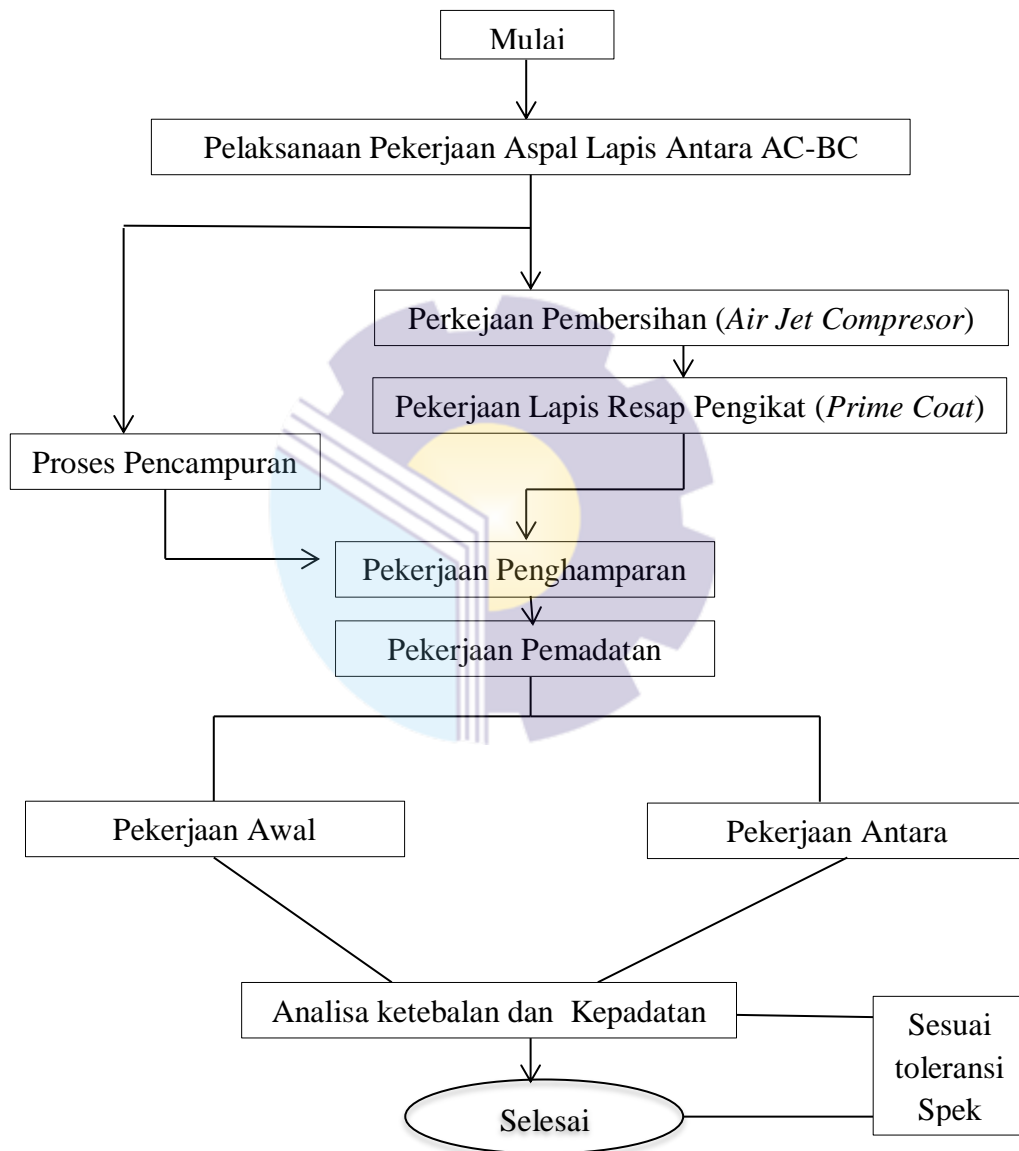 Mulai
Pelaksanaan Pekerjaan Aspal Lapis Antara AC-BC
Perkejaan Pembersihan (Air Jet Compresor)
Pekerjaan Lapis Resap Pengikat (Prime Coat)
Proses Pencampuran
Pekerjaan Penghamparan
Pekerjaan Pemadatan
Pekerjaan Awal
Pekerjaan Antara
Analisa ketebalan dan  Kepadatan
Sesuai
toleransi
Spek
Selesai